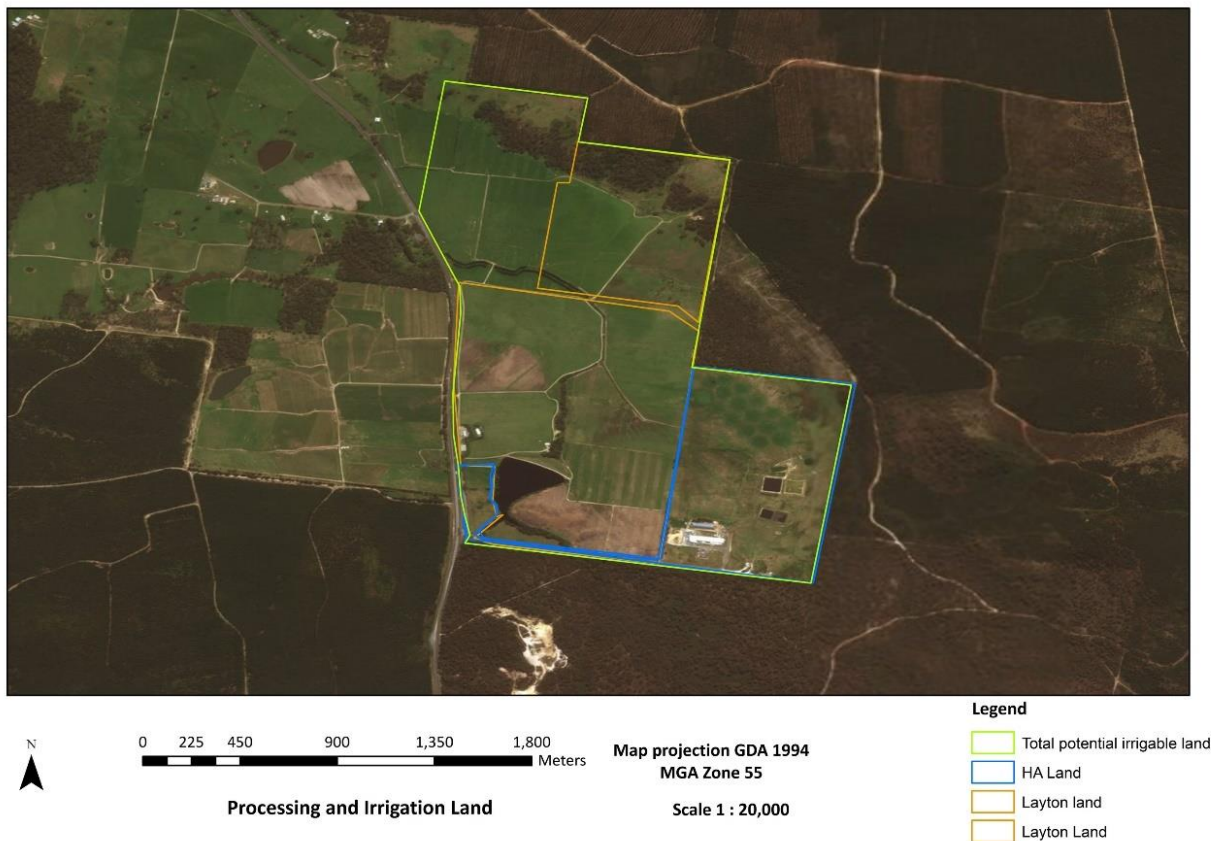 N
0 225 450 900 1,350 1,800
Meters
Processing and Irrigation Land
Map projection GDA 1994
MGA Zone 55
Scale 1 : 20,000
Legend
Total potential irrigable land
HA Land
Layton land
Layton Land